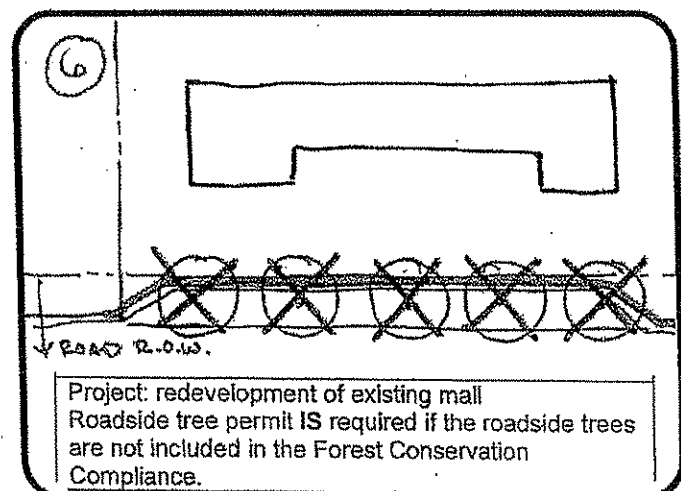 6
ROAD R.O.W.
Project: redevelopment of existing mall
Roadside tree permit IS required if the roadside trees
are not included in the Forest Conservation
Compliance.